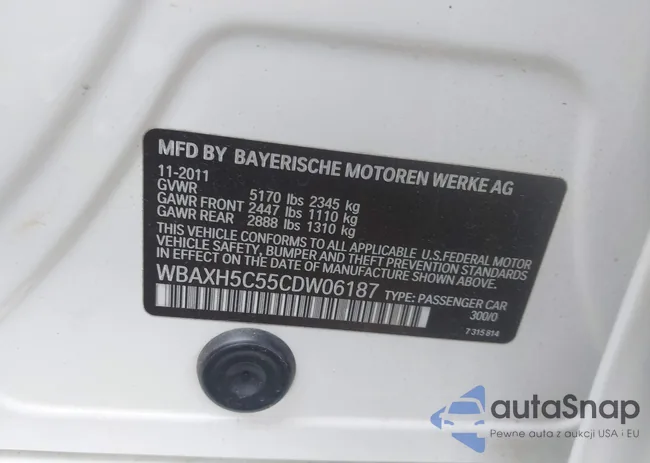 MFD BY BAYERISCHE MOTOREN WERKE AG
11-2011
GVWR 5170 lbs 2345 kg
GAWR FRONT 2447 lbs 1110 kg
GAWR REAR 2888 lbs 1310 kg
THIS VEHICLE CONFORMS TO ALL APPLICABLE U.S.FEDERAL MOTOR
VEHICLE SAFETY, BUMPER AND THEFT PREVENTION STANDARDS
IN EFFECT ON THE DATE OF MANUFACTURE SHOWN ABOVE.
WBAXH5C55CDW06187 TYPE: PASSENGER CAR
300/0
7315814
autaSnap
Pewne auta z aukcji USA i EU